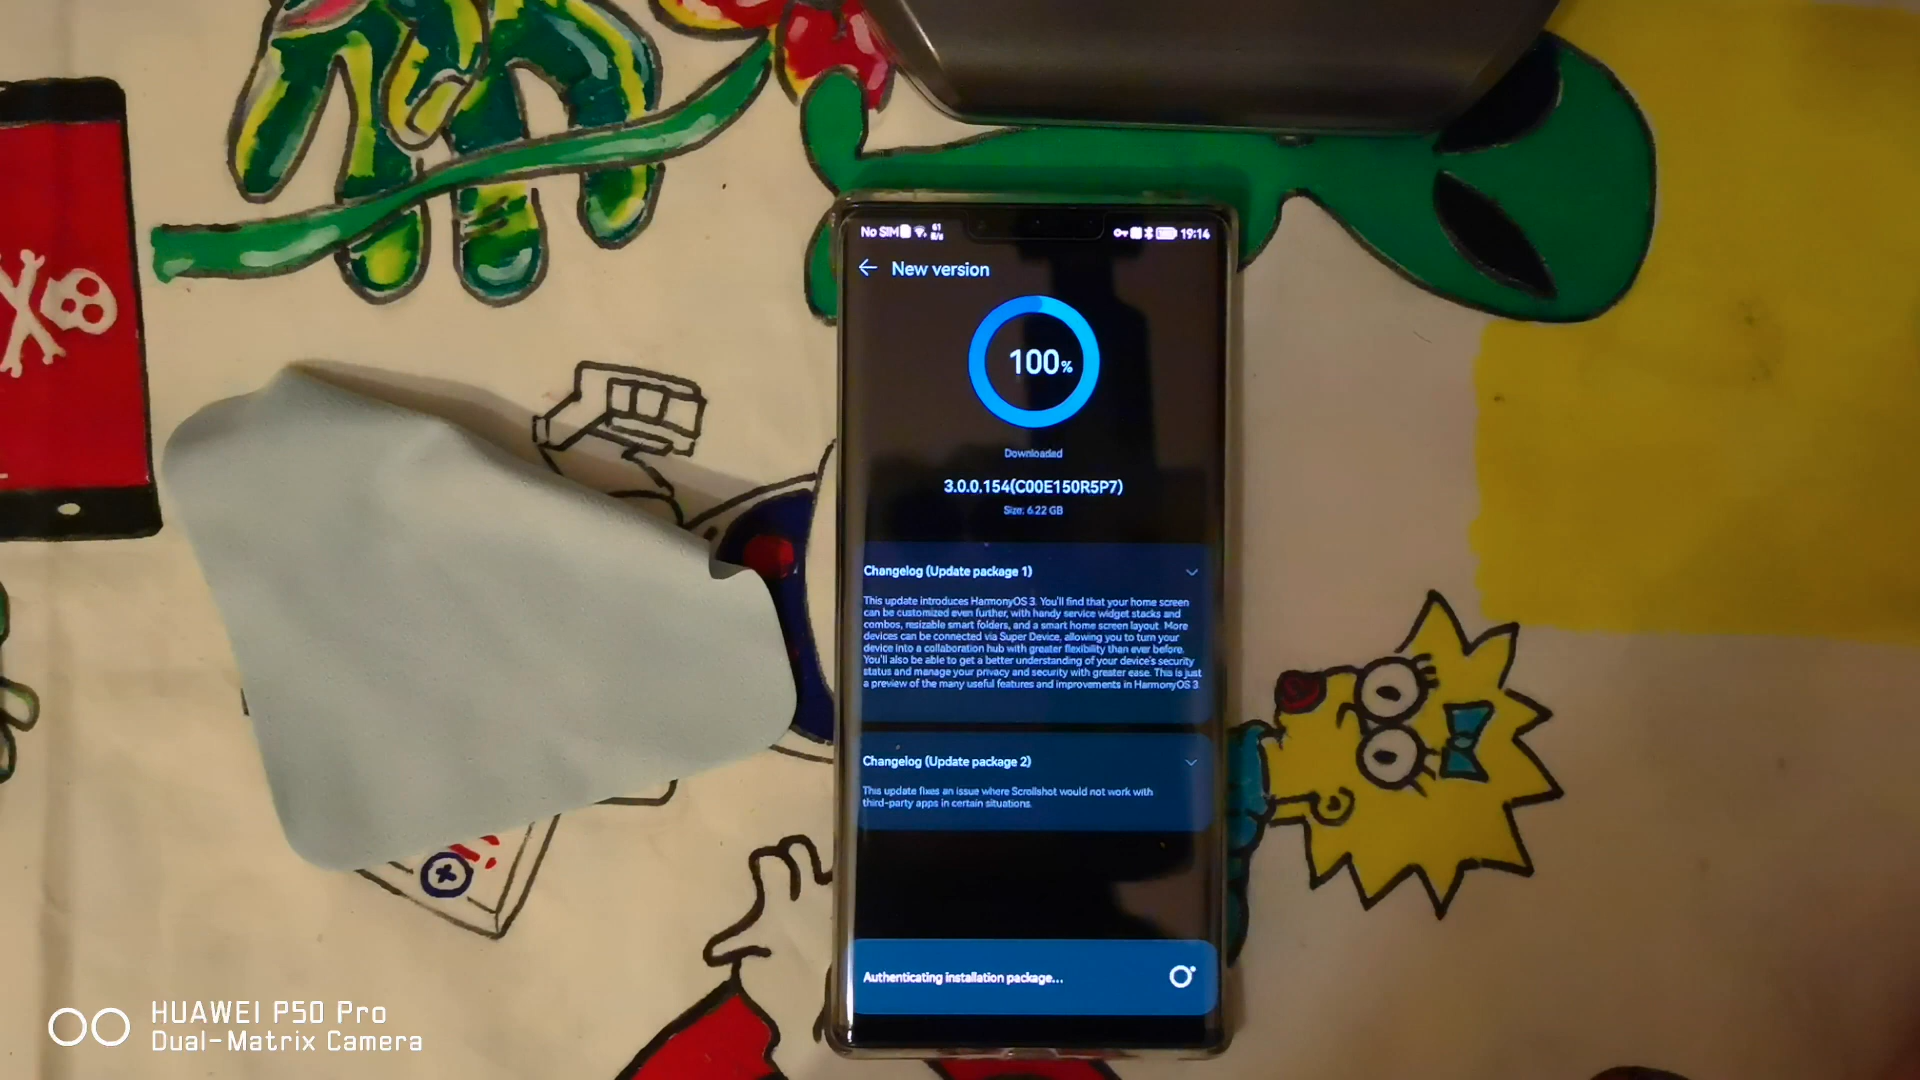 No SIM
19:14
New version
100%
Downloaded
3.0.0.154(C00E150R5P7)
Size: 6.22 GB
Changelog (Update package 1)
This update introduces HarmonyOS 3. You'll find that your home screen
can be customized even further, with handy service widget stacks and
combos, resizable smart folders, and a smart home screen layout. More
devices can be connected via Super Device, allowing you to turn your
device into a collaboration hub with greater flexibility than ever before.
You'll also be able to get a better understanding of your device's security
status and manage your privacy and security with greater ease. This is just
a preview of the many useful features and improvements in HarmonyOS 3.
Changelog (Update package 2)
This update fixes an issue where Scrollshot would not work with
third-party apps in certain situations.
Authenticating installation package...
HUAWEI P50 Pro
Dual-Matrix Camera